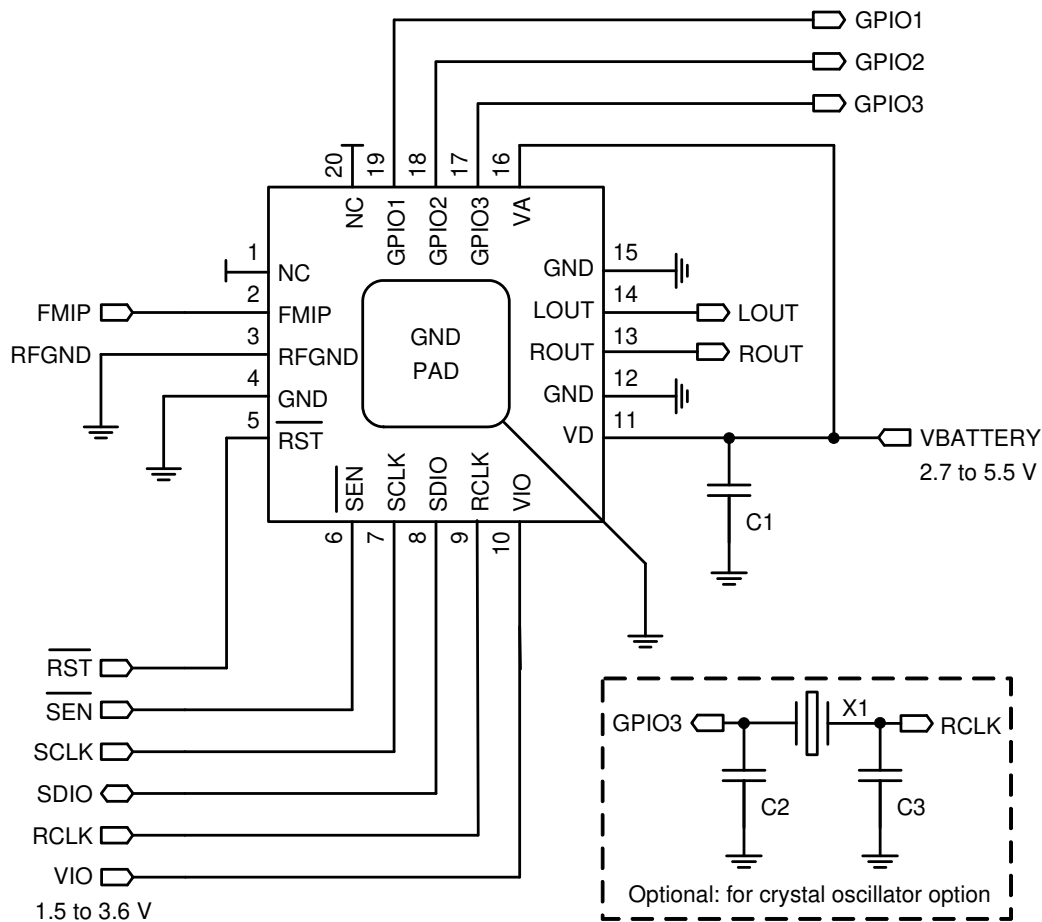 GPIO1
GPIO2
GPIO3
20
19
18
17
16
NC
GPIO1
GPIO2
GPIO3
VA
1
NC
15
GND
FMIP
2
FMIP
14
LOUT
LOUT
GND
PAD
RFGND
3
RFGND
13
ROUT
ROUT
4
GND
12
GND
5
RST
11
VD
VBATTERY
2.7 to 5.5 V
SEN
SCLK
SDIO
RCLK
VIO
6
7
8
9
10
C1
RST
SEN
SCLK
SDIO
RCLK
VIO
1.5 to 3.6 V
GPIO3
X1
RCLK
C2
C3
Optional: for crystal oscillator option